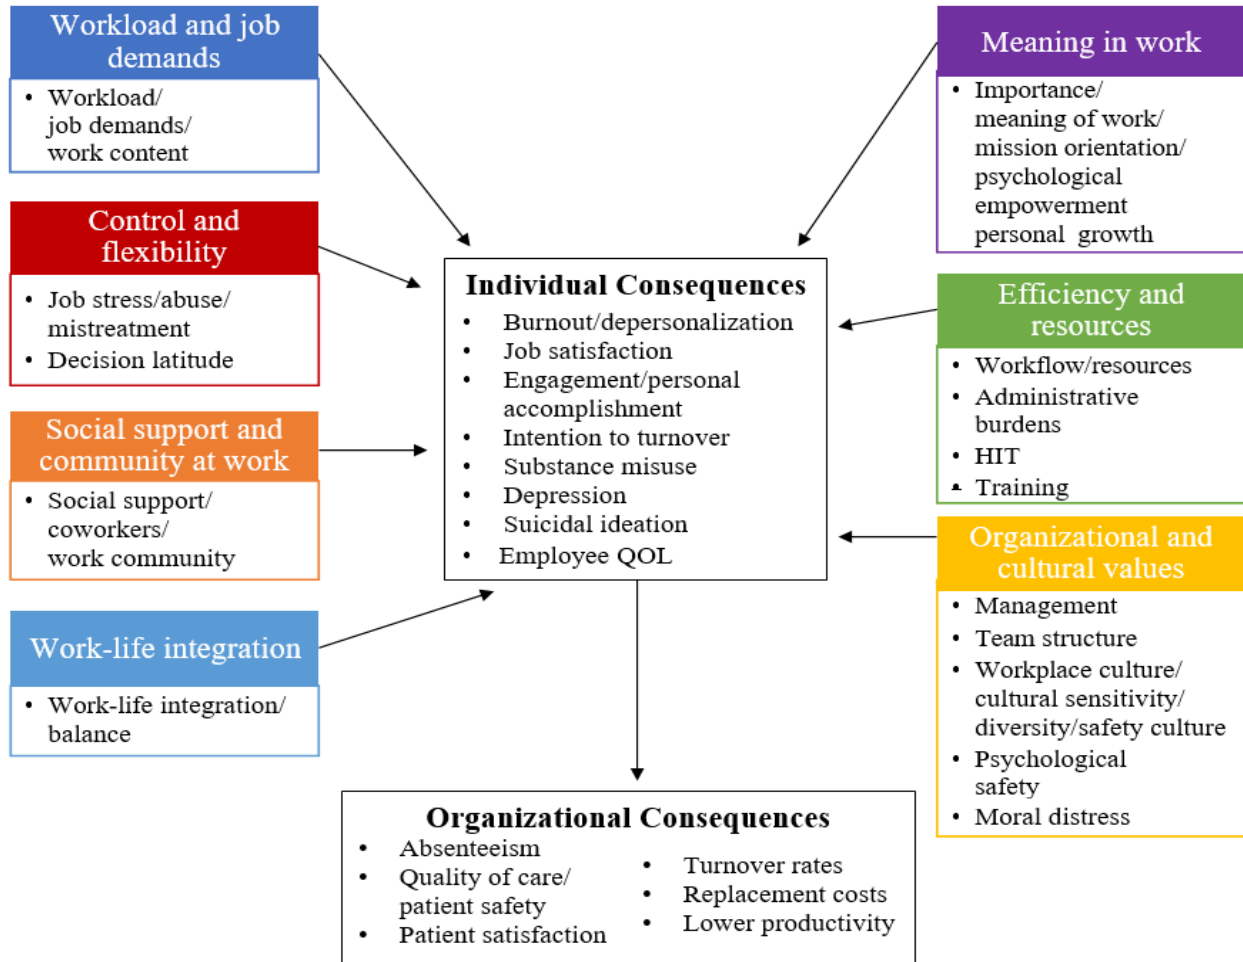 Workload and job
demands
• Workload/
job demands/
work content
Control and
flexibility
• Job stress/abuse/
mistreatment
• Decision latitude
Social support and
community at work
• Social support/
coworkers/
work community
Work-life integration
• Work-life integration/
balance
Individual Consequences
• Burnout/depersonalization
• Job satisfaction
• Engagement/personal
accomplishment
• Intention to turnover
• Substance misuse
• Depression
• Suicidal ideation
• Employee QOL
Meaning in work
• Importance/
meaning of work/
mission orientation/
psychological
empowerment
personal growth
Efficiency and
resources
• Workflow/resources
• Administrative
burdens
• HIT
• Training
Organizational and
cultural values
• Management
• Team structure
• Workplace culture/
cultural sensitivity/
diversity/safety culture
• Psychological
safety
• Moral distress
Organizational Consequences
• Absenteeism
• Quality of care/
patient safety
• Patient satisfaction
• Turnover rates
• Replacement costs
• Lower productivity